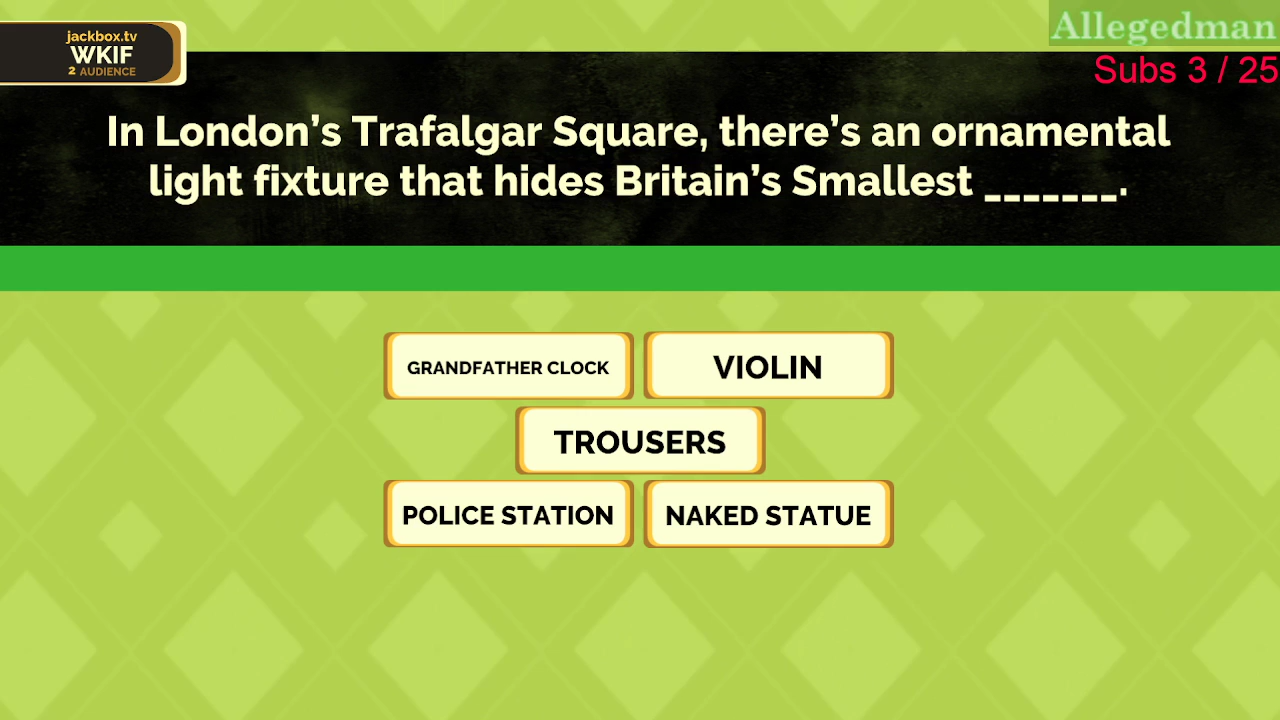 jackbox.tv
WKIF
2 AUDIENCE
Allegedman
Subs 3 / 25
In London’s Trafalgar Square, there’s an ornamental
light fixture that hides Britain’s Smallest _______.
GRANDFATHER CLOCK
VIOLIN
TROUSERS
POLICE STATION
NAKED STATUE